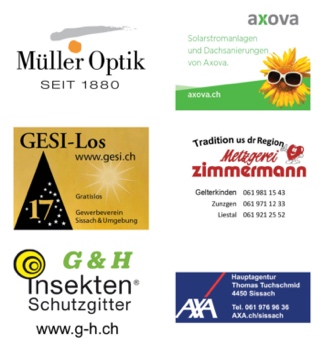 Müller Optik
SEIT 1880
axova
Solarstromanlagen
und Dachsanierungen
von Axova.
axova.ch
GESI-Los
www.gesi.ch
17
Gratislos
Gewerbeverein
Sissach & Umgebung
Tradition us dr Region
Metzgerei
zimmermann
Gelterkinden 061 981 15 43
Zunzgen 061 971 12 33
Liestal 061 921 25 52
G & H
Insekten®
Schutzgitter
www.g-h.ch
AXA
Hauptagentur
Thomas Tuchschmid
4450 Sissach
Tel. 061 976 96 36
AXA.ch/sissach